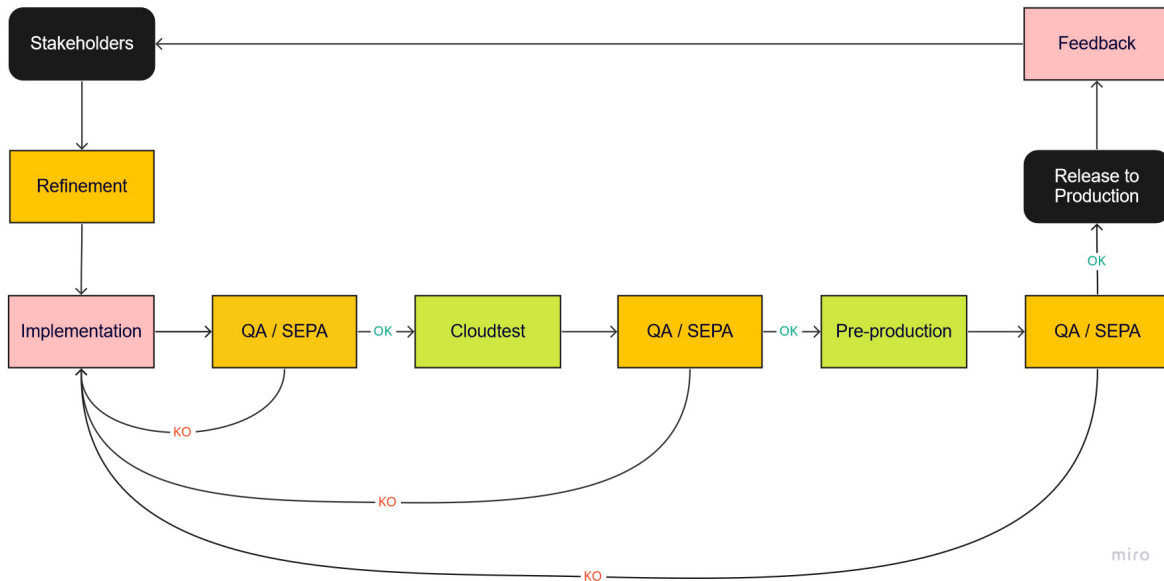 Stakeholders
Feedback
Refinement
Release to
Production
OK
Implementation
QA / SEPA
OK
Cloudtest
QA / SEPA
OK
Pre-production
QA / SEPA
KO
KO
KO
miro